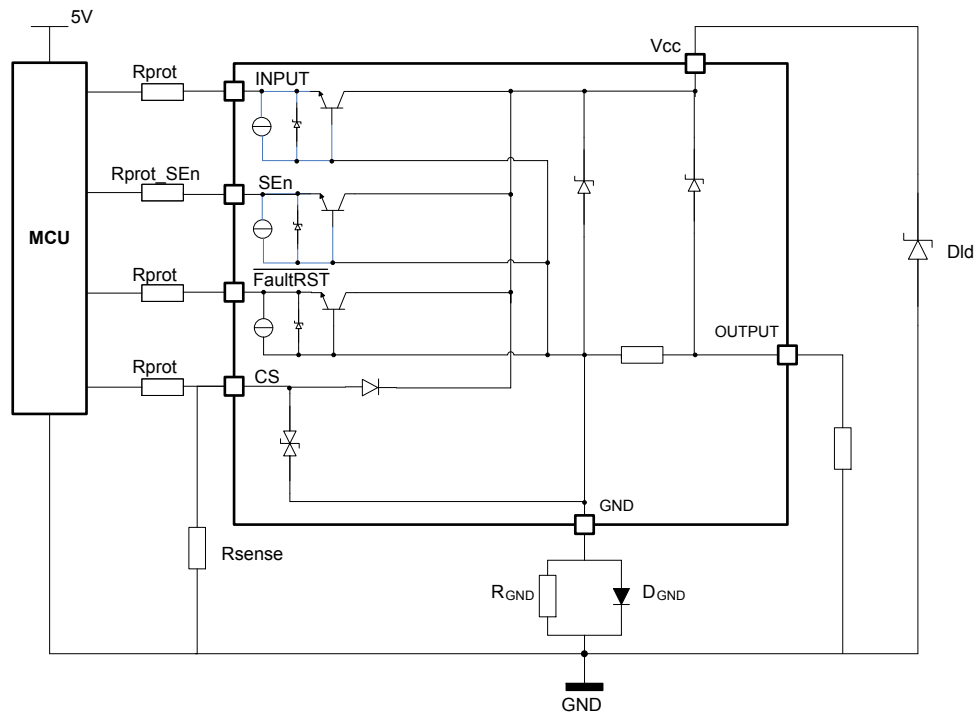 5V
Vcc
Rprot
INPUT
Rprot_SEn
SEn
MCU
Dld
FaultRST
Rprot
OUTPUT
Rprot
CS
GND
Rsense
RGND
DGND
GND